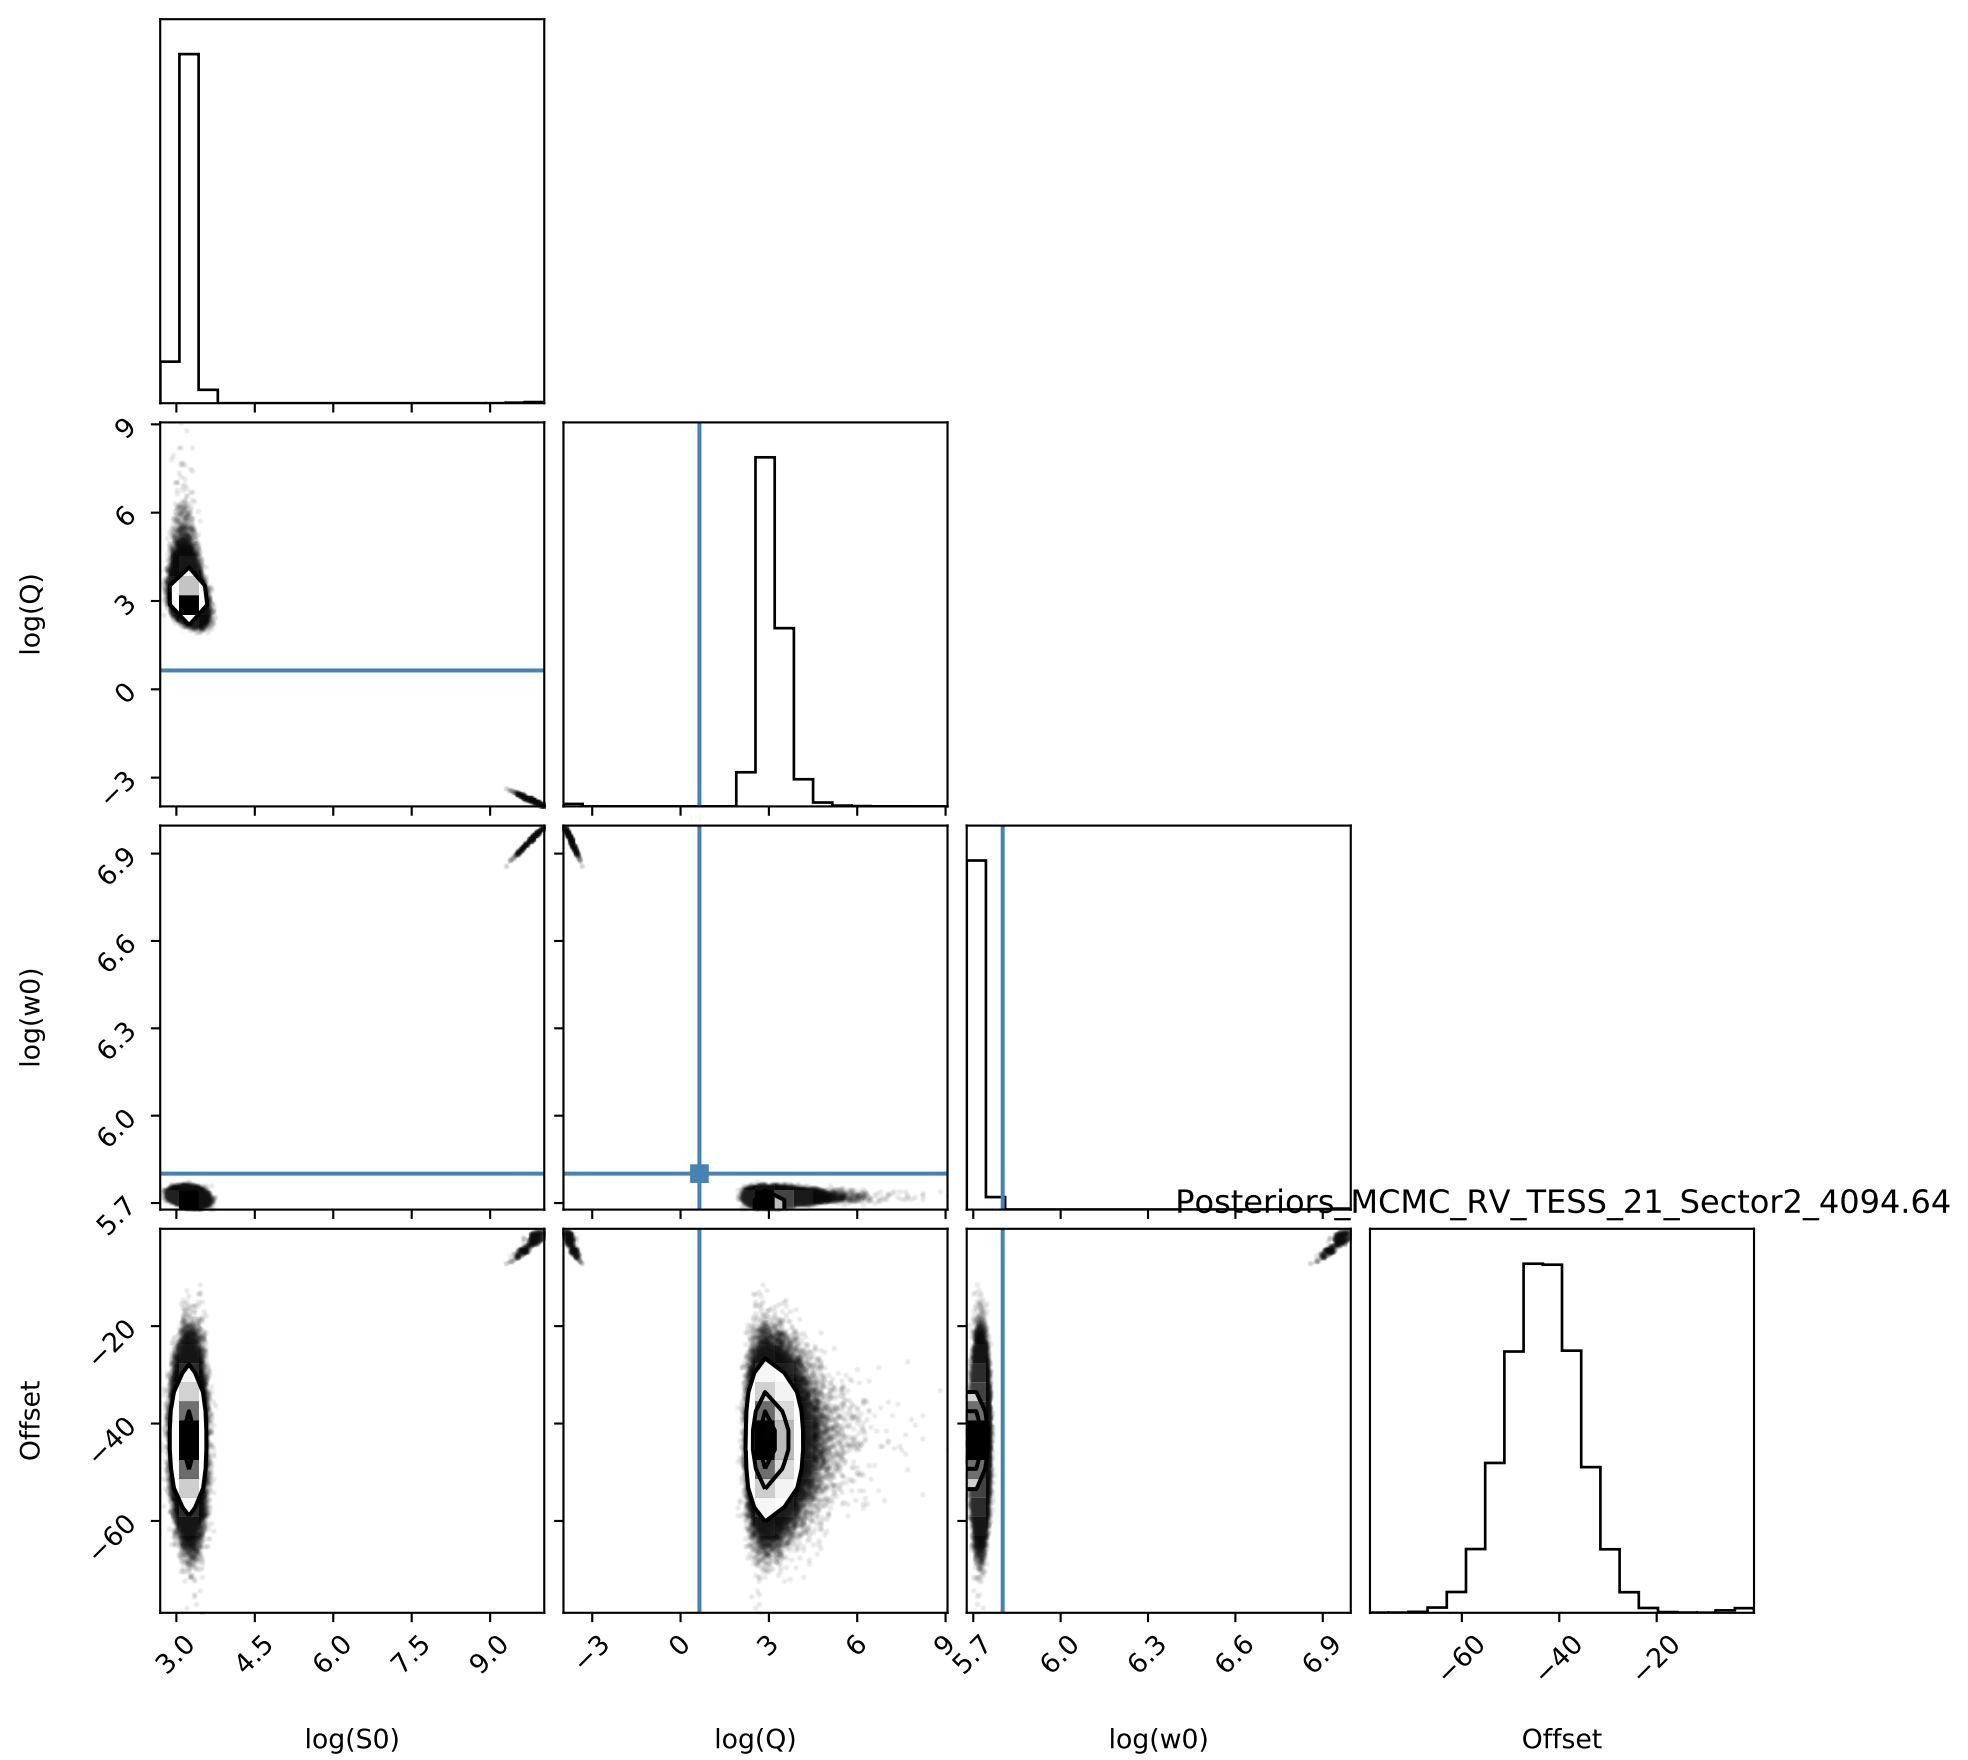 9
6
3
0
−3
log(Q)
6.9
6.6
6.3
6.0
5.7
log(w0)
Posteriors_MCMC_RV_TESS_21_Sector2_4094.64
−20
−40
−60
Offset
3.0 4.5 6.0 7.5 9.0 −3 0 3 6 9 5.7 6.0 6.3 6.6 6.9 −60 −40 −20
log(S0) log(Q) log(w0) Offset